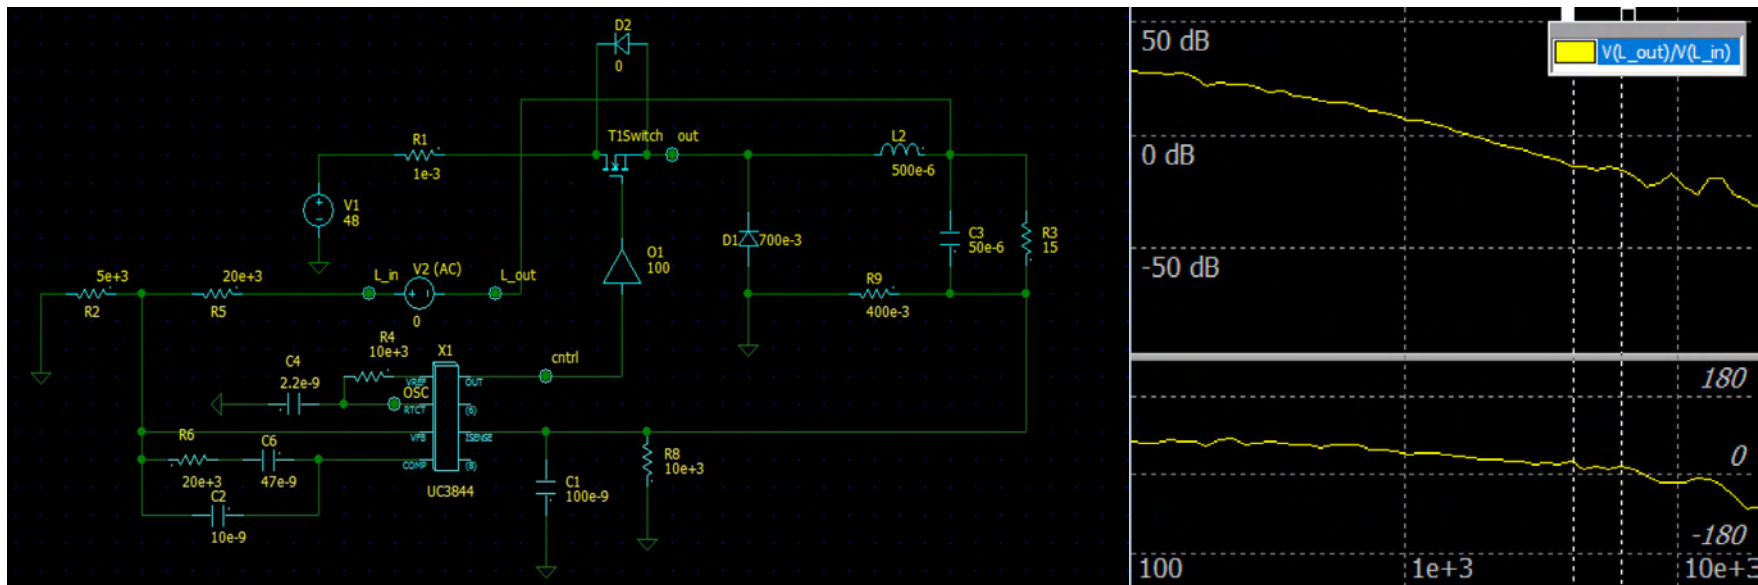 D2
0
R1
1e-3
T1Switch out
L2
500e-6
V1
48
D1 700e-3
O1
100
C3
50e-6
R3
15
R9
400e-3
5e+3
R2
20e+3
R5
L_in
V2 (AC)
L_out
0
R4
10e+3
X1
cntrl
C4
2.2e-9
VREF
OUT
OSC
RTCT
(6)
VFB
ISENSE
COMP
(8)
UC3844
R6
20e+3
C6
47e-9
C2
10e-9
C1
100e-9
R8
10e+3
50 dB
V(L_out)/V(L_in)
0 dB
-50 dB
180
0
-180
100
1e+3
10e+3